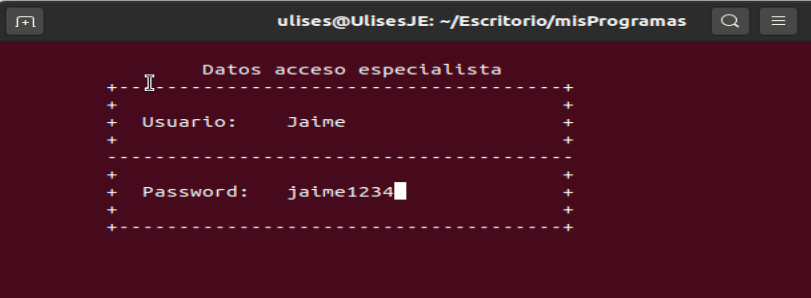 ulises@UlisesJE: ~/Escritorio/misProgramas
Datos acceso especialista
+-------------------------------------+
+ +
+ Usuario: Jaime +
+ +
---------------------------------------
+ +
+ Password: jaime1234 +
+ +
+-------------------------------------+